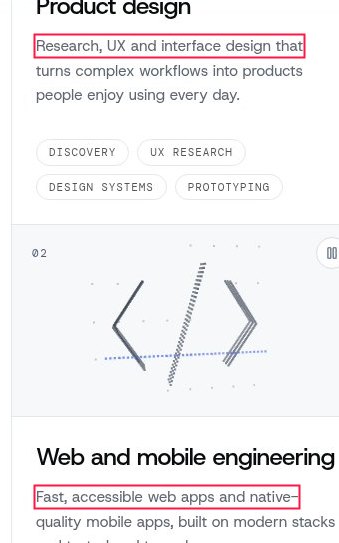 Product design
Research, UX and interface design that
turns complex workflows into products
people enjoy using every day.
DISCOVERY
UX RESEARCH
DESIGN SYSTEMS
PROTOTYPING
02
</>
Web and mobile engineering
Fast, accessible web apps and native-
quality mobile apps, built on modern stacks